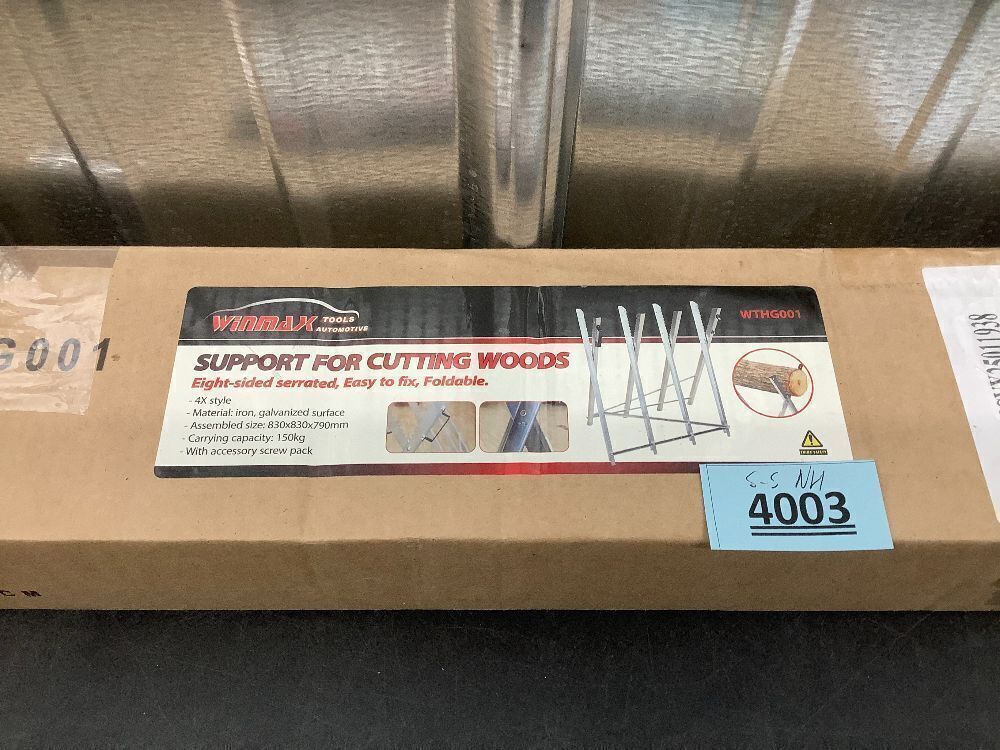 WINMAX TOOLS
AUTOMOTIVE
WTHG001
SUPPORT FOR CUTTING WOODS
Eight-sided serrated, Easy to fix, Foldable.
- 4X style
- Material: iron, galvanized surface
- Assembled size: 830x830x790mm
- Carrying capacity: 150kg
- With accessory screw pack
G001
S-S NH
4003
CM